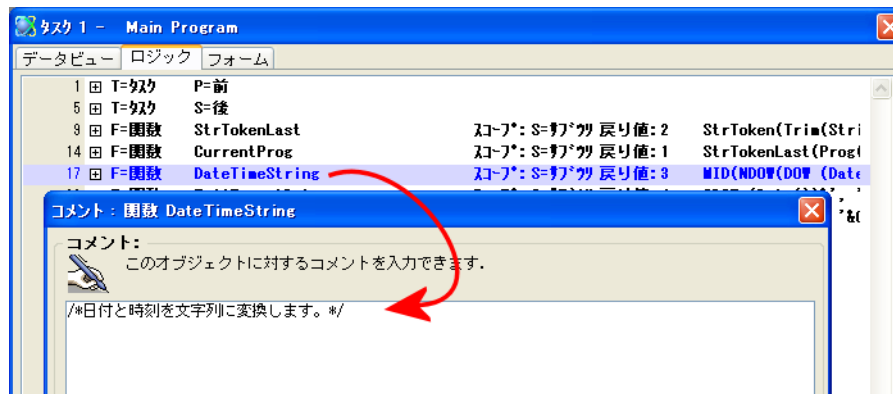 タスク 1 - Main Program
データビュー ロジック フォーム
1 T=タスク P=前
5 T=タスク S=後
9 F=関数 StrTokenLast スコープ: S=サブツリ 戻り値: 2 StrToken(Trim(Stri
14 F=関数 CurrentProg スコープ: S=サブツリ 戻り値: 1 StrTokenLast(Prog(
17 F=関数 DateTimeString スコープ: S=サブツリ 戻り値: 3 MID(NDOW(DOW (Date
コメント : 関数 DateTimeString
コメント:
このオブジェクトに対するコメントを入力できます.
/*日付と時刻を文字列に変換します。*/